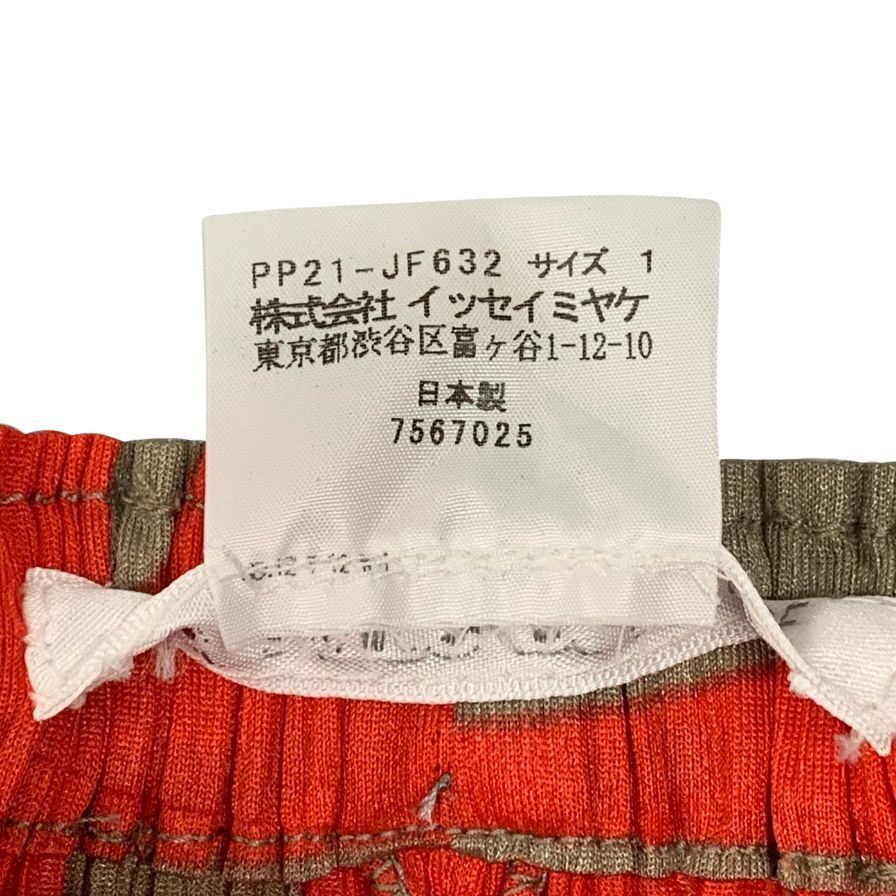 PP21-JF632 サイズ 1
株式会社 イッセイミヤケ
東京都渋谷区富ヶ谷1-12-10
日本製
7567025